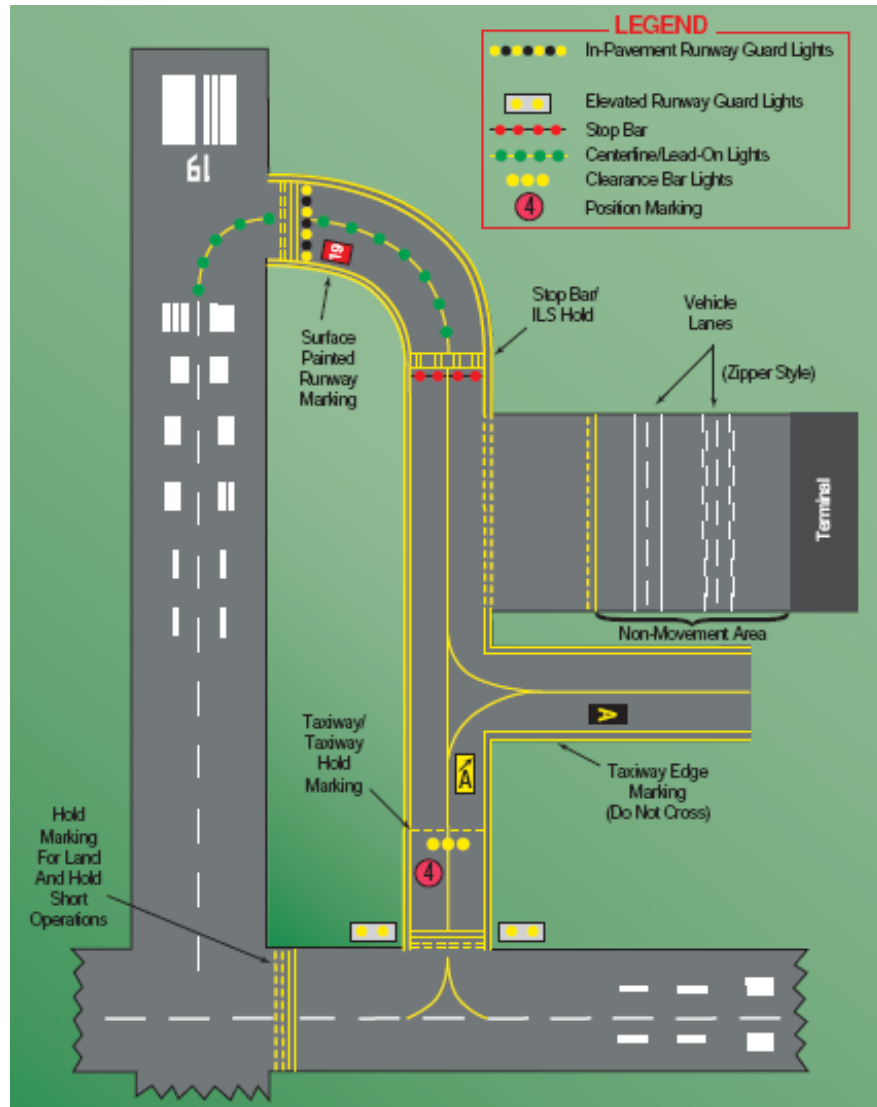 LEGEND
In-Pavement Runway Guard Lights
Elevated Runway Guard Lights
Stop Bar
Centerline/Lead-On Lights
Clearance Bar Lights
4
Position Marking
19
19
Surface
Painted
Runway
Marking
Stop Bar/
ILS Hold
Vehicle
Lanes
(Zipper Style)
Terminal
Non-Movement Area
A
Taxiway/
Taxiway
Hold
Marking
A
Taxiway Edge
Marking
(Do Not Cross)
Hold
Marking
For Land
And Hold
Short
Operations
4